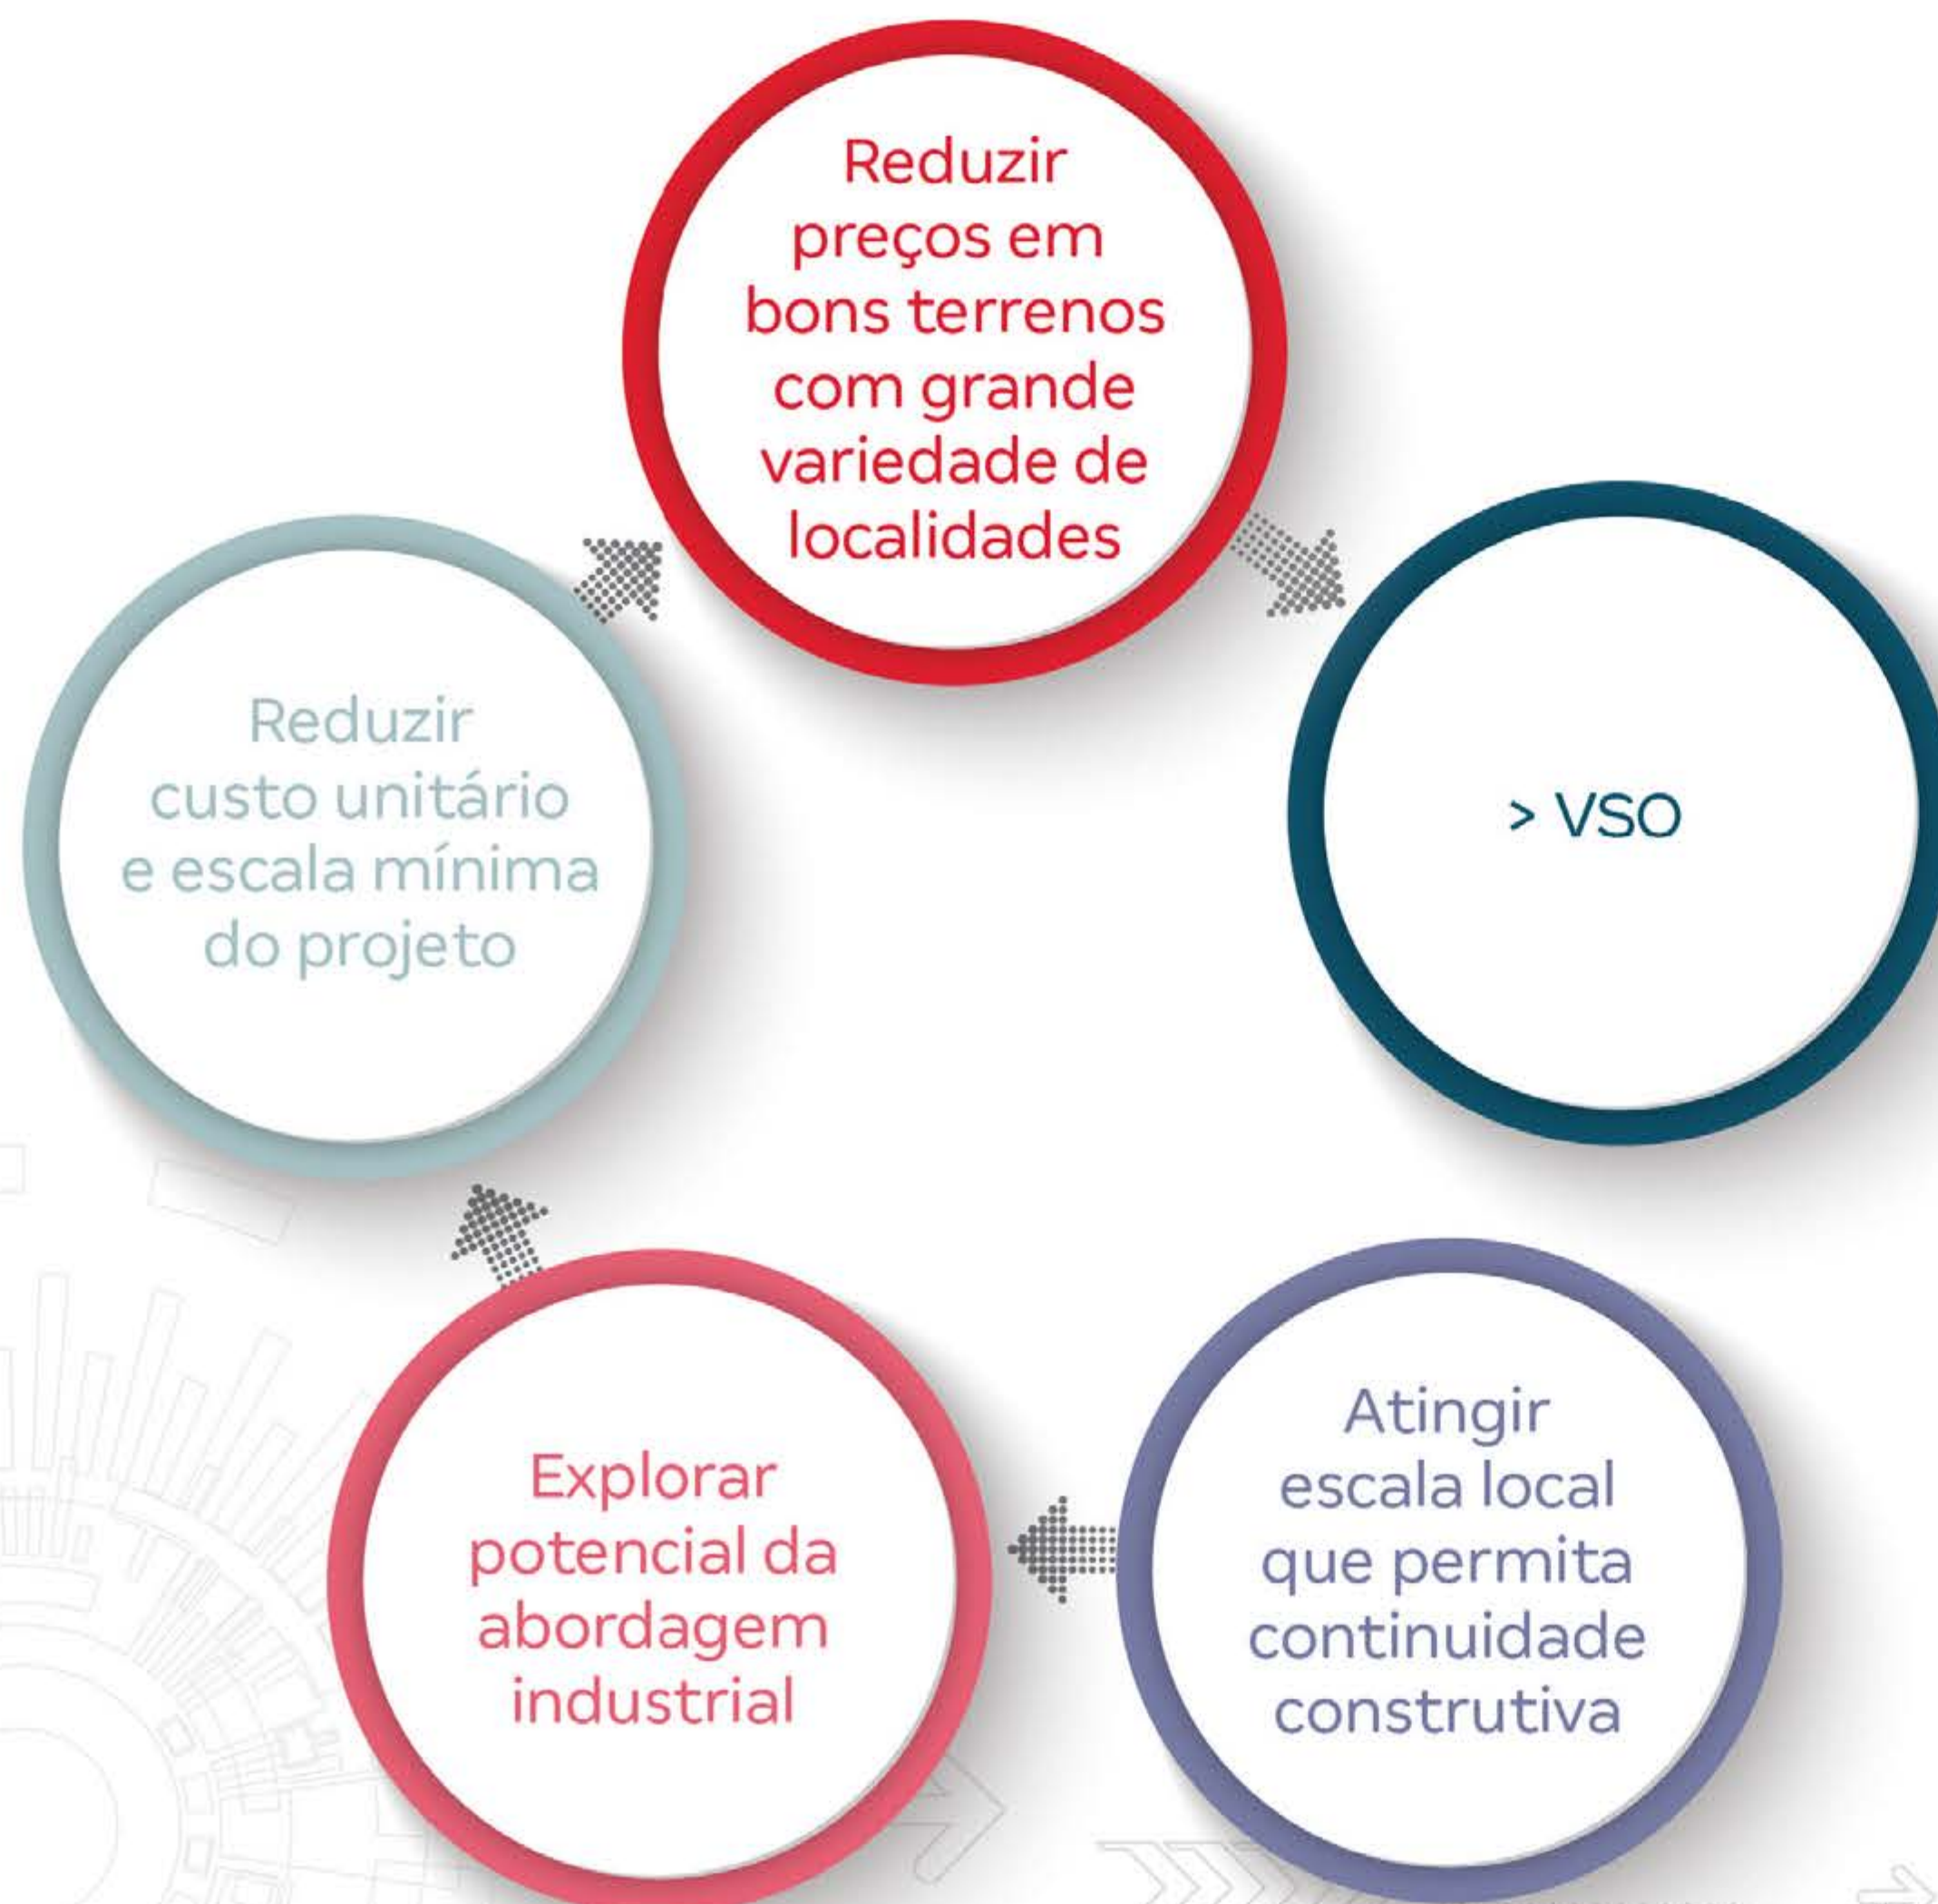 Reduzir
preços em
bons terrenos
com grande
variedade de
localidades
> VSO
Atingir
escala local
que permita
continuidade
construtiva
Explorar
potencial da
abordagem
industrial
Reduzir
custo unitário
e escala mínima
do projeto